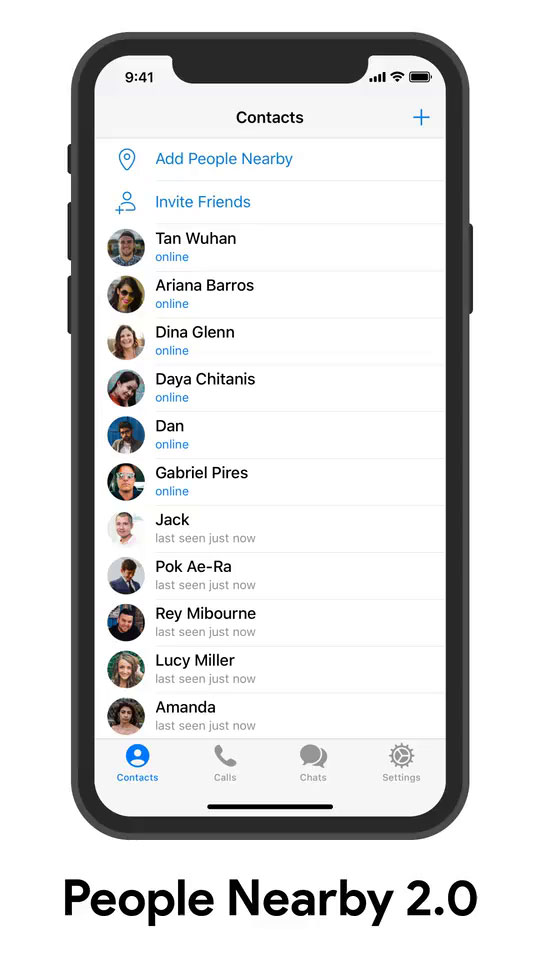 9:41
Contacts
Add People Nearby
Invite Friends
Tan Wuhan
online
Ariana Barros
online
Dina Glenn
online
Daya Chitanis
online
Dan
online
Gabriel Pires
online
Jack
last seen just now
Pok Ae-Ra
last seen just now
Rey Mibourne
last seen just now
Lucy Miller
last seen just now
Amanda
last seen just now
Contacts Calls Chats Settings
People Nearby 2.0